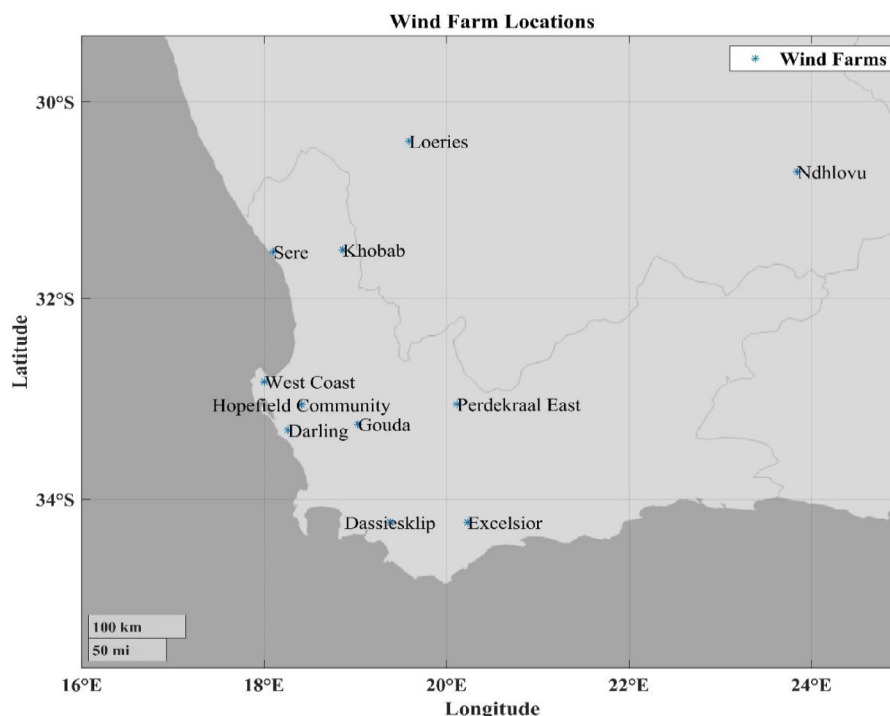 Wind Farm Locations
Wind Farms
30°S
Loeries
Ndhlovu
Sere
Khobab
32°S
Latitude
West Coast
Hopefield Community
Perdekraal East
Darling
Gouda
34°S
Dassiesklip
Excelsior
100 km
50 mi
16°E
18°E
20°E
22°E
24°E
Longitude